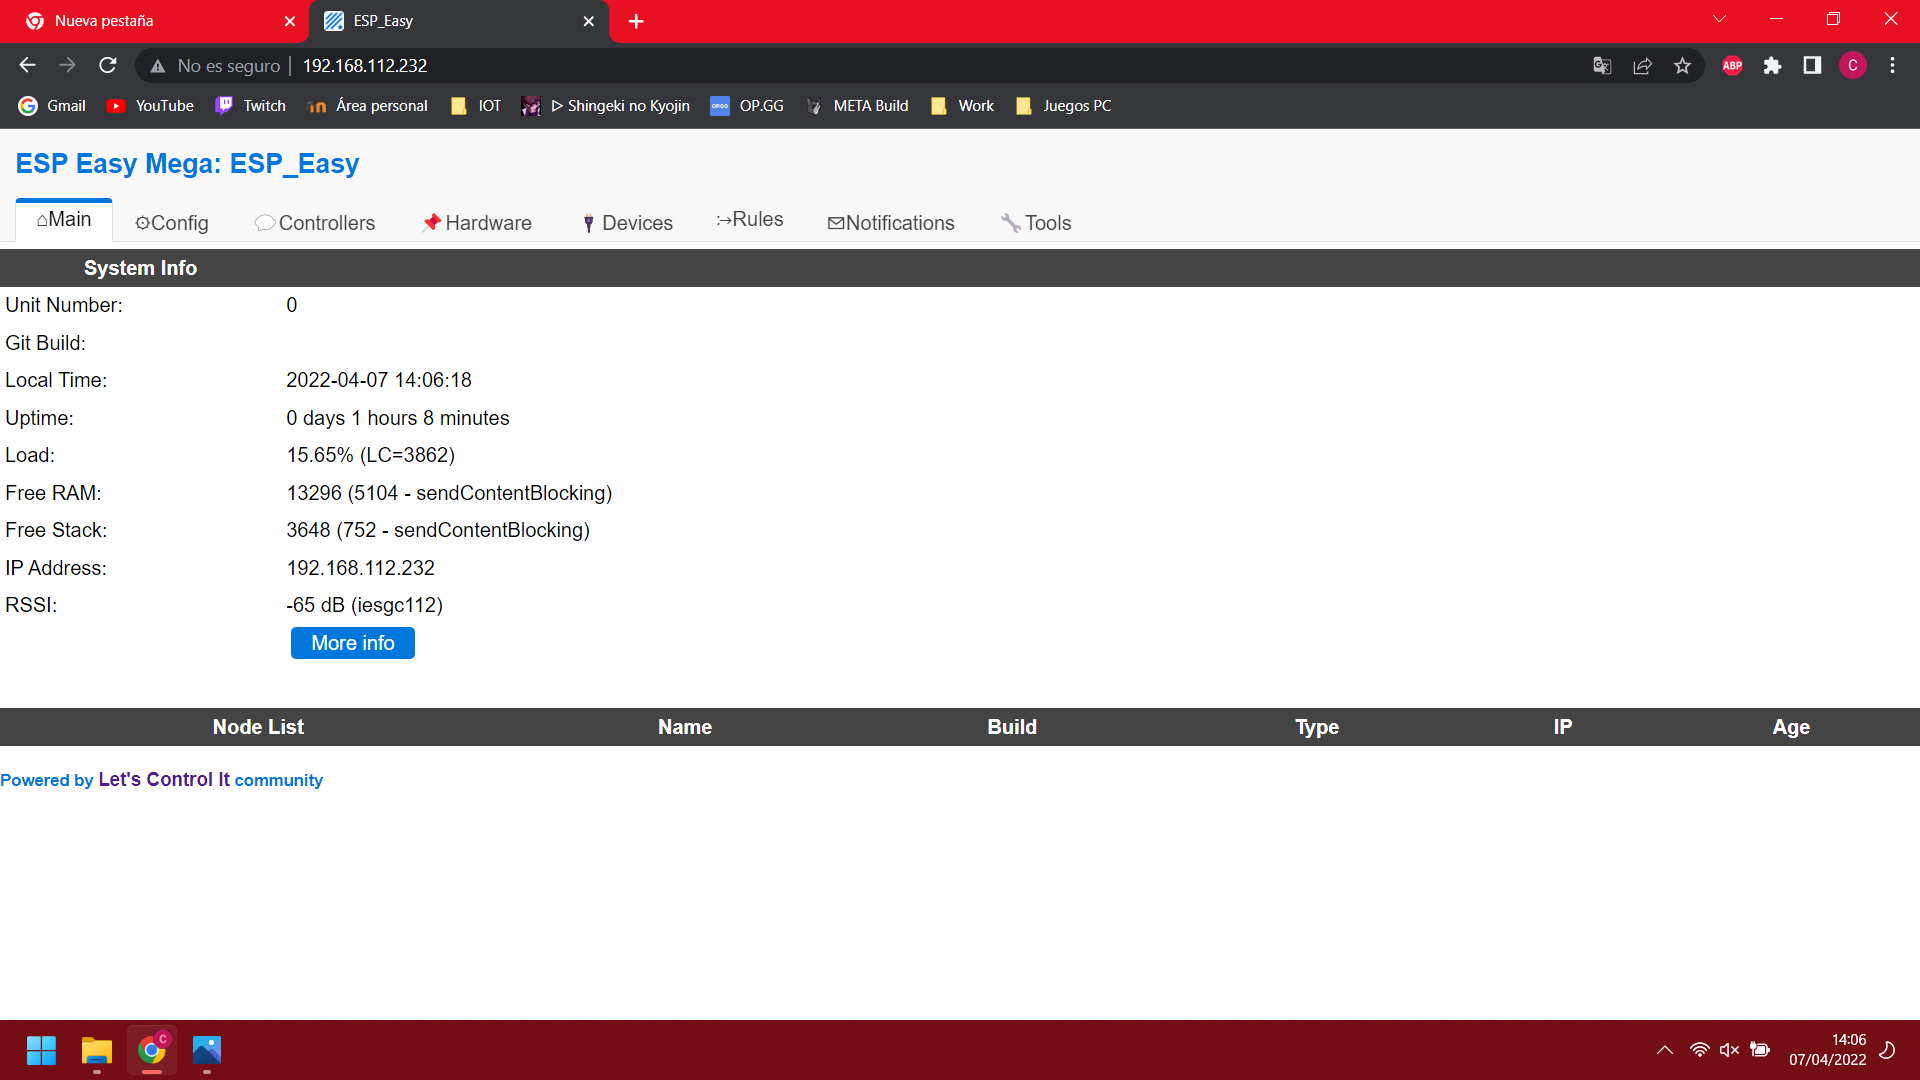 Nueva pestaña
ESP_Easy
No es seguro | 192.168.112.232
ABP
C
Gmail
YouTube
Twitch
Área personal
IOT
▷ Shingeki no Kyojin
OP.GG
META Build
Work
Juegos PC
ESP Easy Mega: ESP_Easy
⌂Main
⚙Config
Controllers
Hardware
Devices
Rules
✉Notifications
Tools
System Info
Unit Number: 0
Git Build:
Local Time: 2022-04-07 14:06:18
Uptime: 0 days 1 hours 8 minutes
Load: 15.65% (LC=3862)
Free RAM: 13296 (5104 - sendContentBlocking)
Free Stack: 3648 (752 - sendContentBlocking)
IP Address: 192.168.112.232
RSSI: -65 dB (iesgc112)
More info
Node List Name Build Type IP Age
Powered by Let's Control It community
C
14:06
07/04/2022